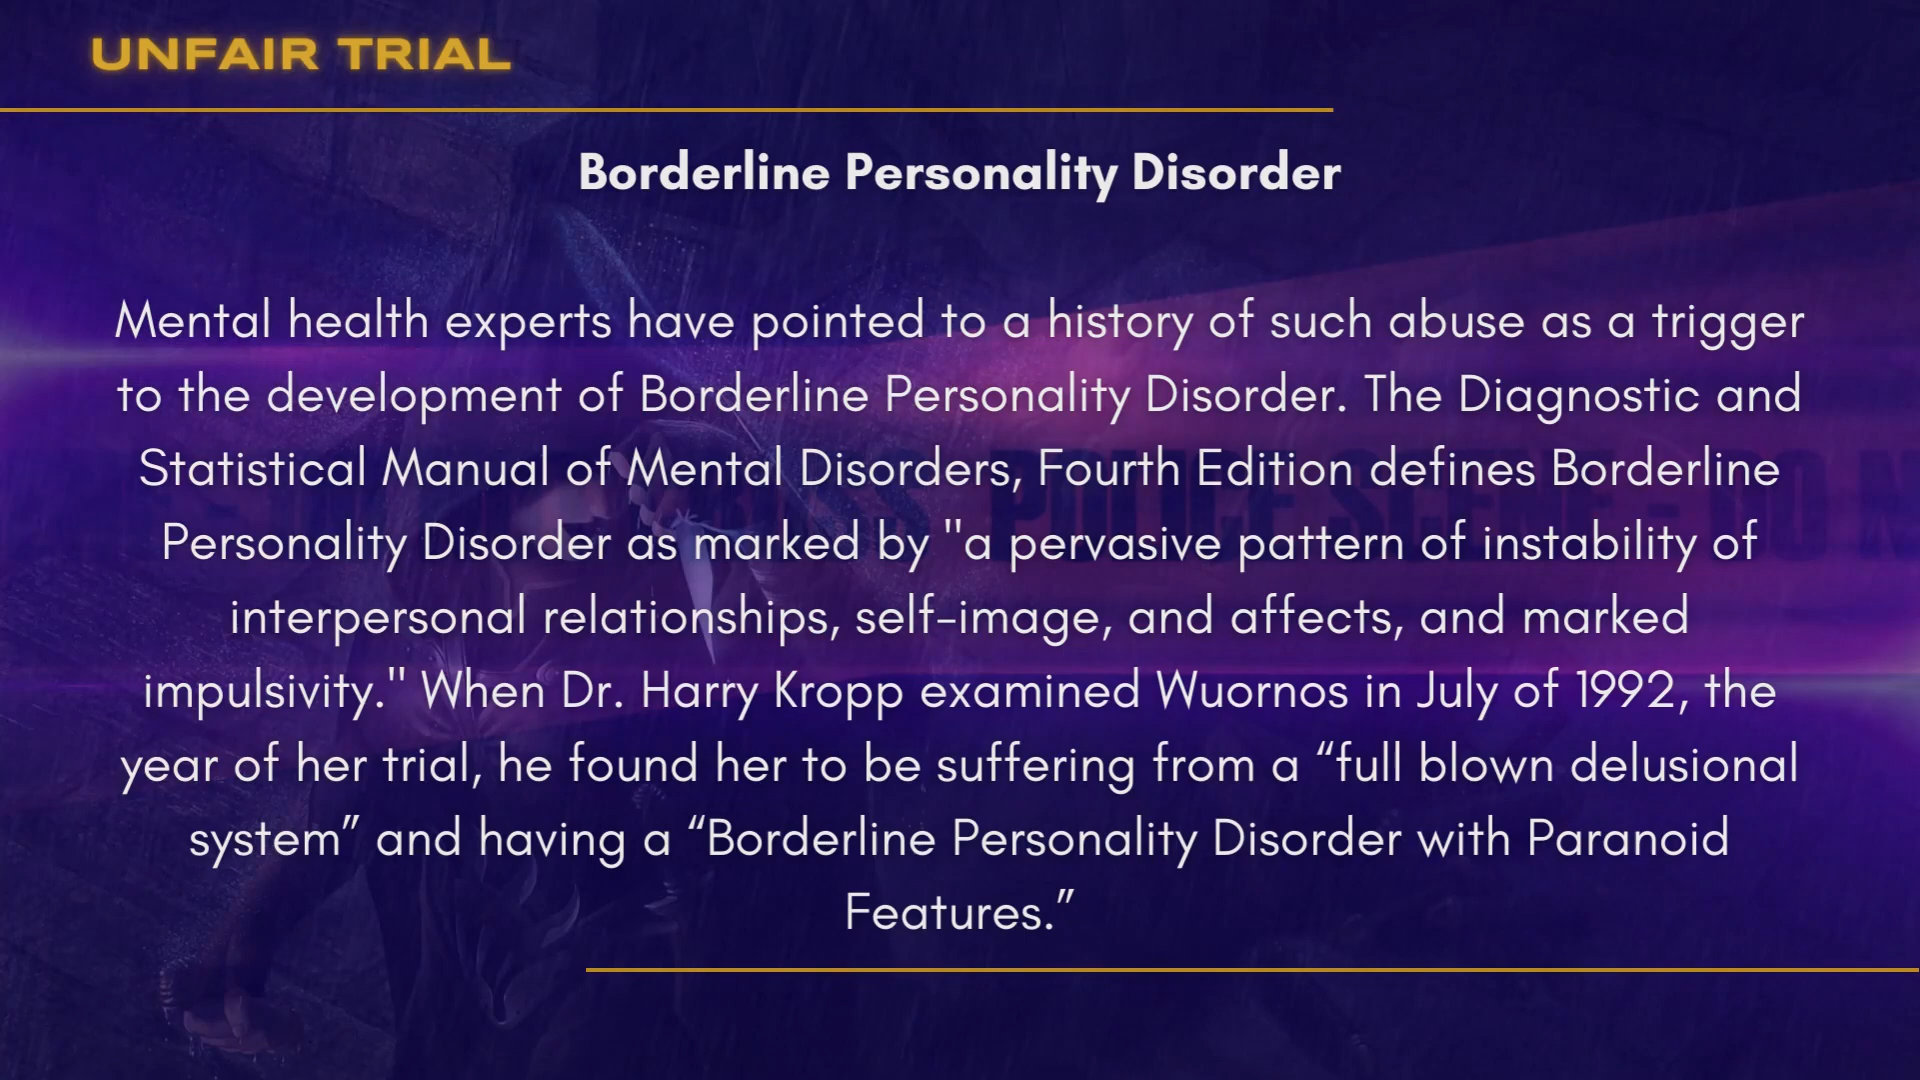 UNFAIR TRIAL
Borderline Personality Disorder
Mental health experts have pointed to a history of such abuse as a trigger
to the development of Borderline Personality Disorder. The Diagnostic and
Statistical Manual of Mental Disorders, Fourth Edition defines Borderline
Personality Disorder as marked by "a pervasive pattern of instability of
interpersonal relationships, self-image, and affects, and marked
impulsivity." When Dr. Harry Kropp examined Wuornos in July of 1992, the
year of her trial, he found her to be suffering from a “full blown delusional
system” and having a “Borderline Personality Disorder with Paranoid
Features.”
POLICE SCENE - DO N